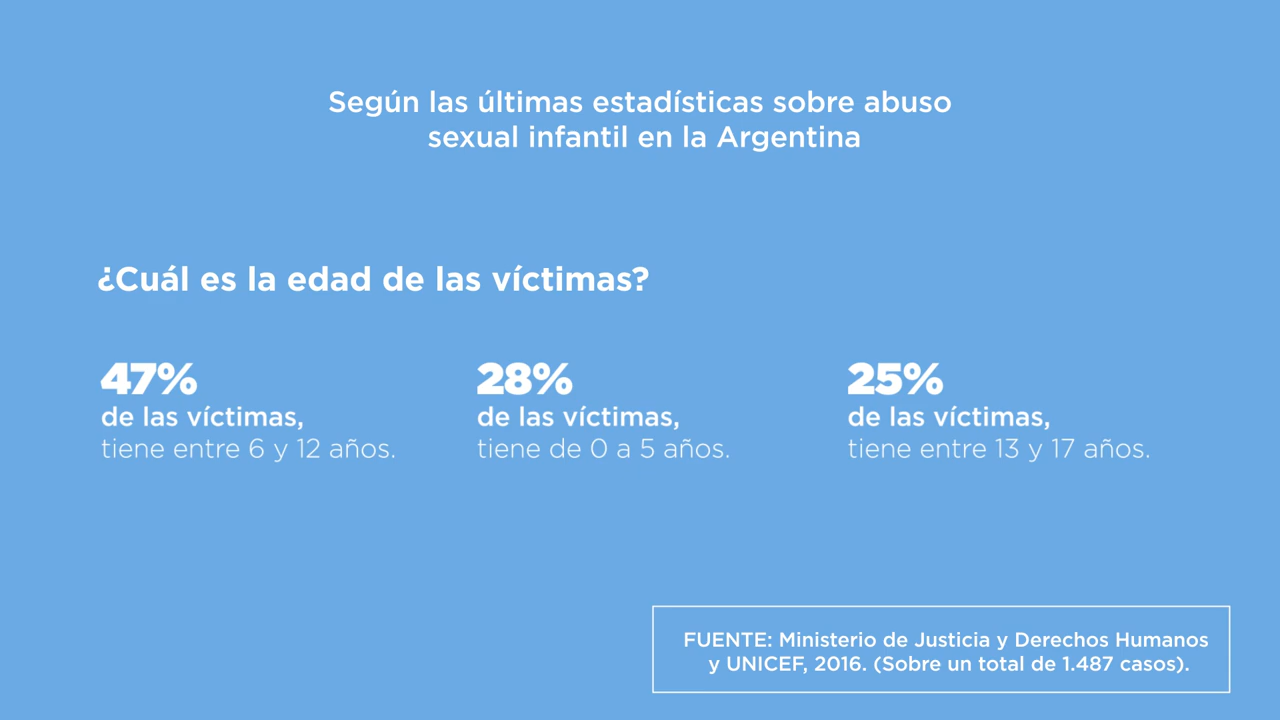 Según las últimas estadísticas sobre abuso
sexual infantil en la Argentina
¿Cuál es la edad de las víctimas?
47%
de las víctimas,
tiene entre 6 y 12 años.
28%
de las víctimas,
tiene de 0 a 5 años.
25%
de las víctimas,
tiene entre 13 y 17 años.
FUENTE: Ministerio de Justicia y Derechos Humanos
y UNICEF, 2016. (Sobre un total de 1.487 casos).